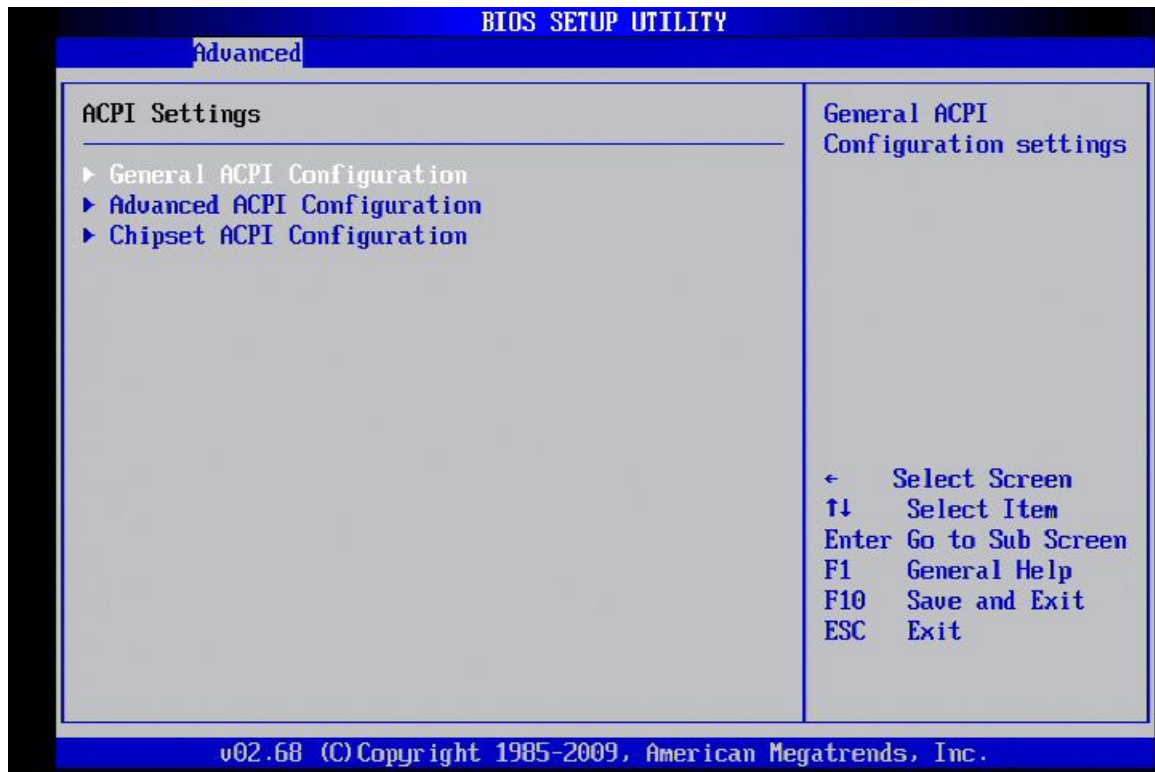 BIOS SETUP UTILITY
Advanced
ACPI Settings
▶ General ACPI Configuration
▶ Advanced ACPI Configuration
▶ Chipset ACPI Configuration
General ACPI
Configuration settings
← Select Screen
↑↓ Select Item
Enter Go to Sub Screen
F1 General Help
F10 Save and Exit
ESC Exit
v02.68 (C)Copyright 1985-2009, American Megatrends, Inc.